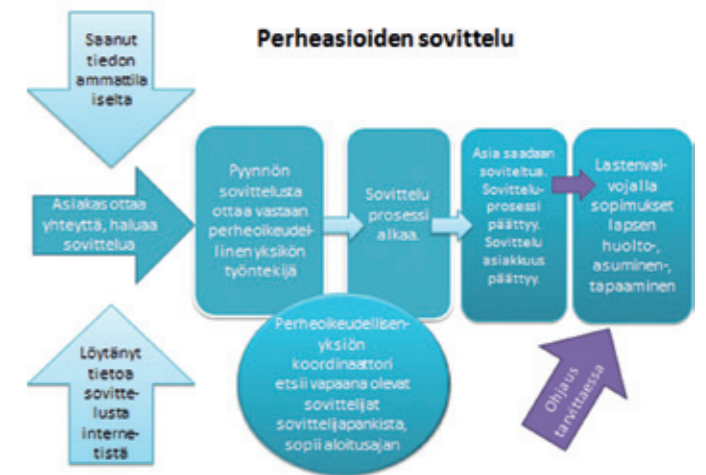 Perheasioiden sovittelu
Saanut
tiedon
ammattila
iselta
Asiakas ottaa
yhteyttä, haluaa
sovittelua
Löytänyt
tietoa
sovitte-
lusta
interne-
tistä
Pyynnön
sovittelusta
ottaa vastaan
perheoikeudel-
linen yksikön
työntekijä
Perheoikeudellisen-
yksiön
koordinaattori
etsii vapaana olevat
sovittelijat
sovittelijapankista,
sopii aloitusajan
Sovittelu
prosessi
alkaa.
Asia saadaan
soviteltua.
Sovittelu-
prosessi
päättyy.
Sovittelu
asiakkuus
päättyy.
Lastenval-
vojalla
sopimukset
lapsen
huolto-,
asuminen-,
tapaaminen
Ohjaus
tarvittaessa